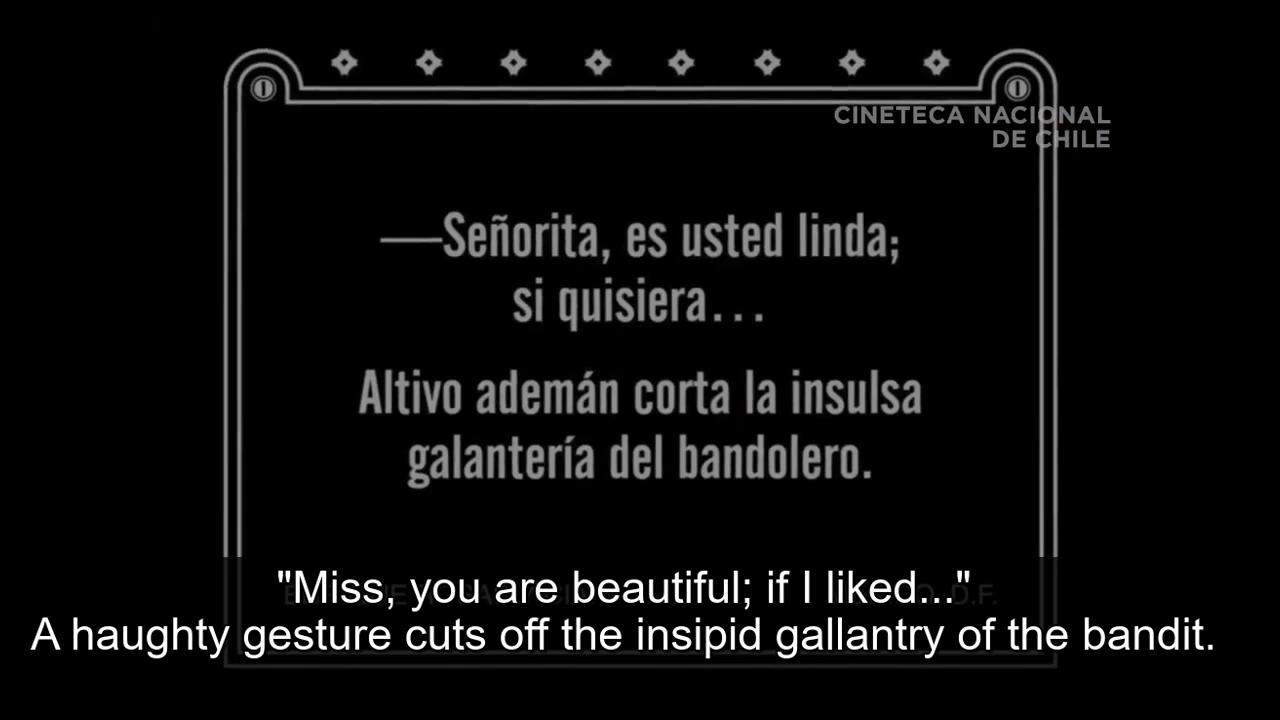 CINETECA NACIONAL
DE CHILE
—Señorita, es usted linda;
si quisiera...
Altivo ademán corta la insulsa
galantería del bandolero.
"Miss, you are beautiful; if I liked..."
A haughty gesture cuts off the insipid gallantry of the bandit.